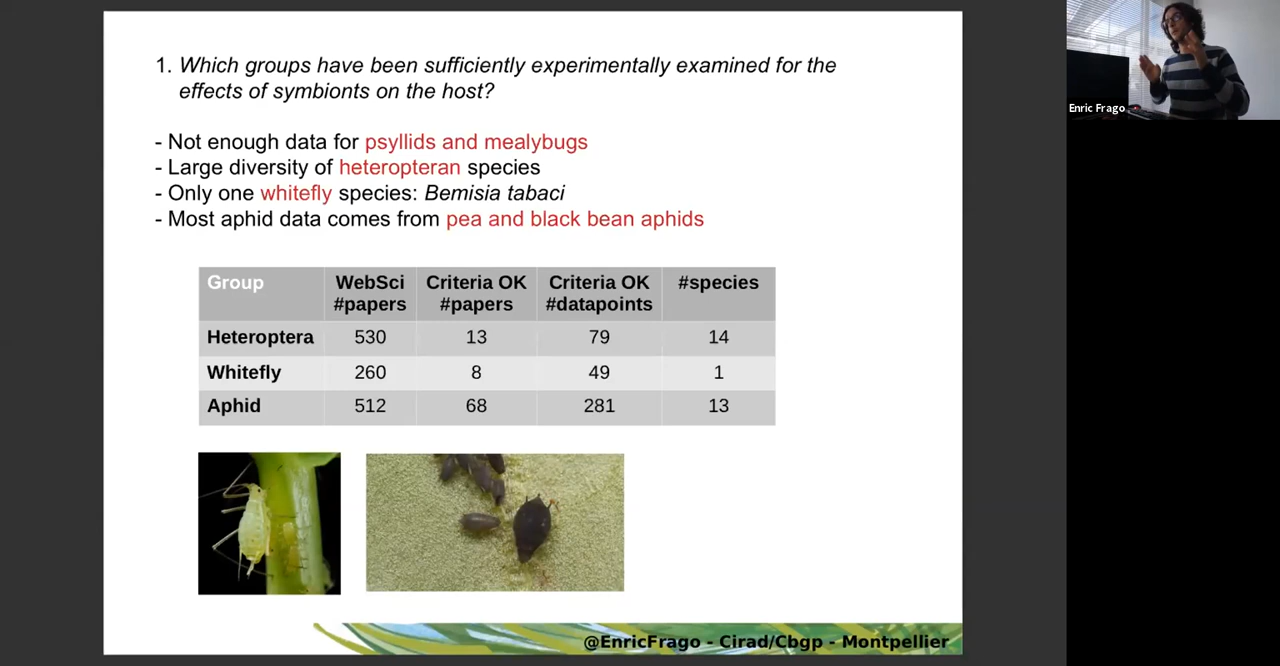 1. Which groups have been sufficiently experimentally examined for the
effects of symbionts on the host?
- Not enough data for psyllids and mealybugs
- Large diversity of heteropteran species
- Only one whitefly species: Bemisia tabaci
- Most aphid data comes from pea and black bean aphids
Group WebSci #papers Criteria OK #papers Criteria OK #datapoints #species
Heteroptera 530 13 79 14
Whitefly 260 8 49 1
Aphid 512 68 281 13
@EnricFrago - Cirad/Cbgp - Montpellier
Enric Frago